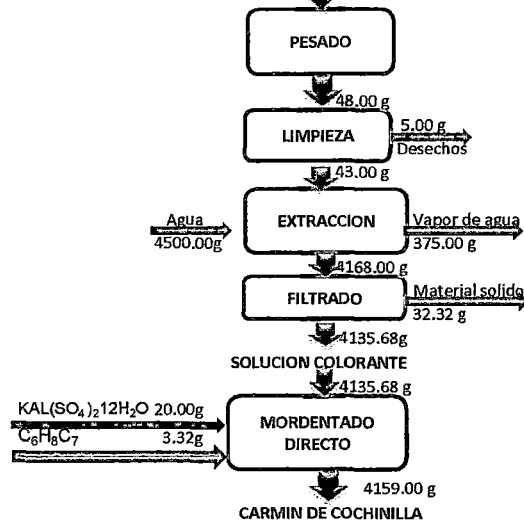 PESADO
48.00 g
LIMPIEZA
5.00 g
Desechos
43.00 g
Agua
4500.00g
EXTRACCION
Vapor de agua
375.00 g
4168.00 g
FILTRADO
Material solido
32.32 g
4135.68g
SOLUCION COLORANTE
4135.68 g
KAL(SO₄)₂12H₂O 20.00g
C₆H₈C₇ 3.32g
MORDENTADO
DIRECTO
4159.00 g
CARMIN DE COCHINILLA